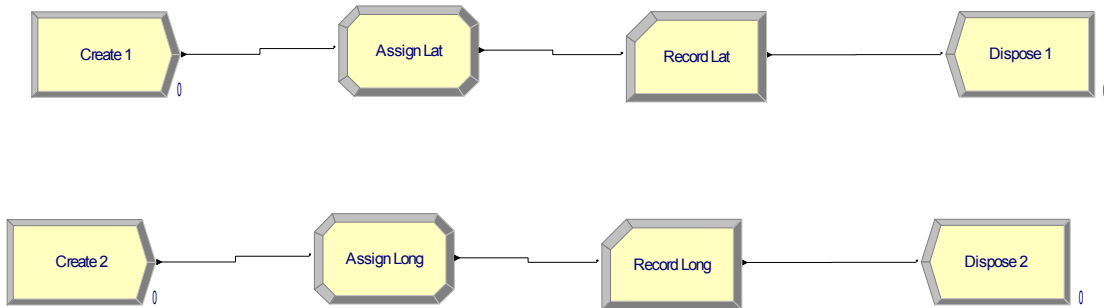 Create 1
Assign Lat
Record Lat
Dispose 1
0
Create 2
Assign Long
Record Long
Dispose 2
0
0